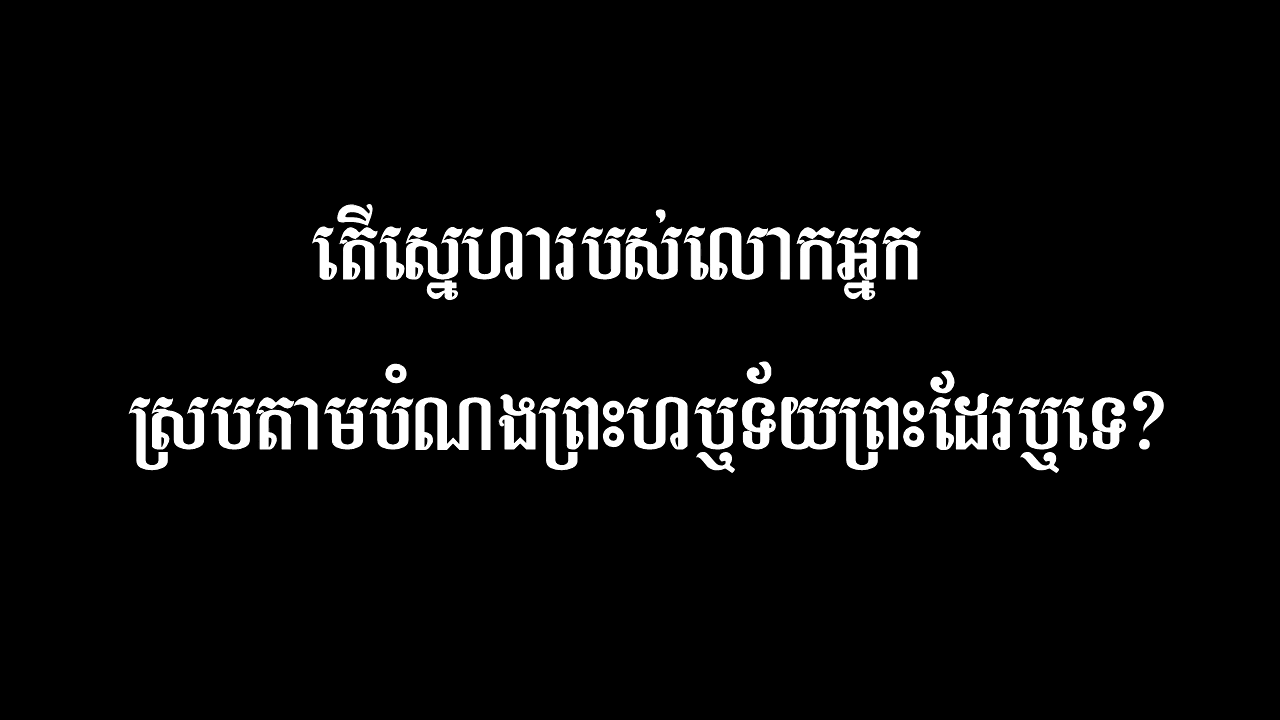 តើស្នេហារបស់លោកអ្នក
ស្របតាមបំណងព្រះហឫទ័យព្រះដែរឬទេ?